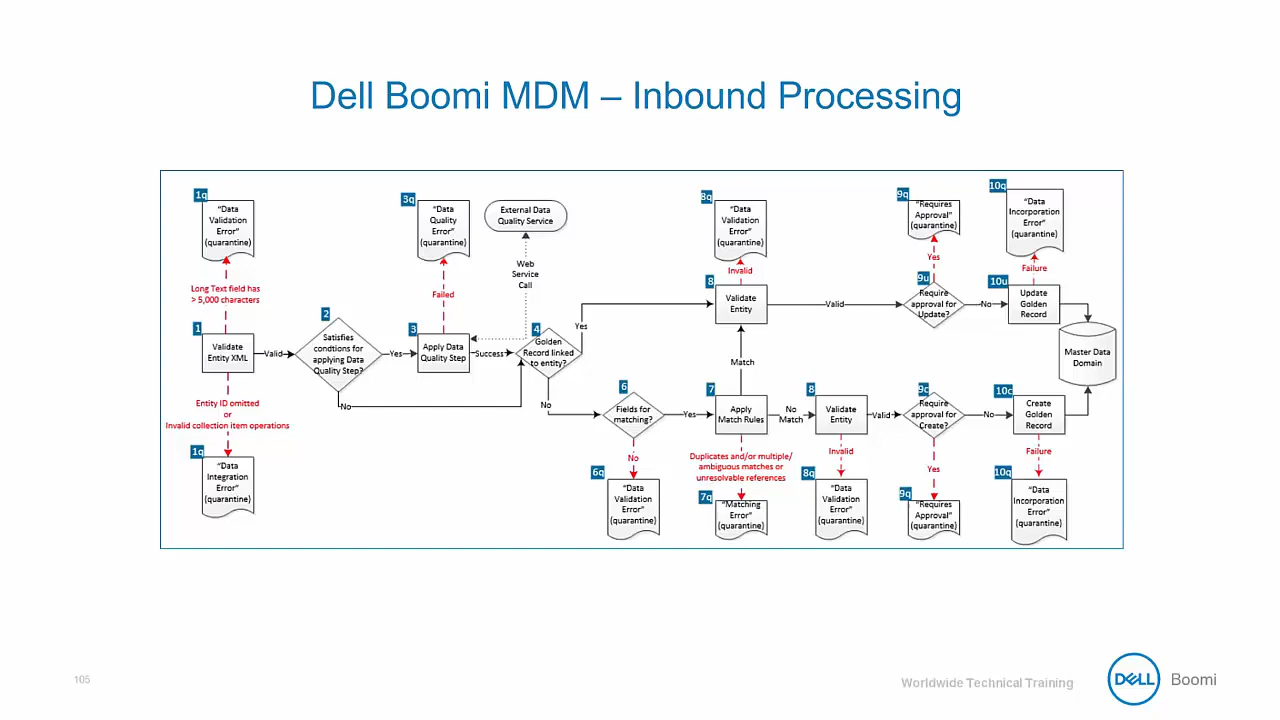 Dell Boomi MDM – Inbound Processing
1q
"Data
Validation
Error"
(quarantine)
Long Text field has
> 5,000 characters
1
Validate
Entity XML
Valid
Entity ID omitted
or
Invalid collection item operations
1q
"Data
Integration
Error"
(quarantine)
2
Satisfies
condtions for
applying Data
Quality Step?
Yes
No
3q
"Data
Quality
Error"
(quarantine)
Failed
3
Apply Data
Quality Step
Success
External Data
Quality Service
Web
Service
Call
4
Golden
Record linked
to entity?
Yes
No
6
Fields for
matching?
Yes
No
6q
"Data
Validation
Error"
(quarantine)
8q
"Data
Validation
Error"
(quarantine)
Invalid
8
Validate
Entity
Valid
Match
7
Apply
Match Rules
No
Match
Duplicates and/or multiple/
ambiguous matches or
unresolvable references
7q
"Matching
Error"
(quarantine)
8
Validate
Entity
Valid
Invalid
8q
"Data
Validation
Error"
(quarantine)
9q
"Requires
Approval"
(quarantine)
Yes
9u
Require
approval for
Update?
No
9c
Require
approval for
Create?
No
Yes
9q
"Requires
Approval"
(quarantine)
10q
"Data
Incorporation
Error"
(quarantine)
Failure
10u
Update
Golden
Record
Master Data
Domain
10c
Create
Golden
Record
Failure
10q
"Data
Incorporation
Error"
(quarantine)
105
Worldwide Technical Training
DELL
Boomi